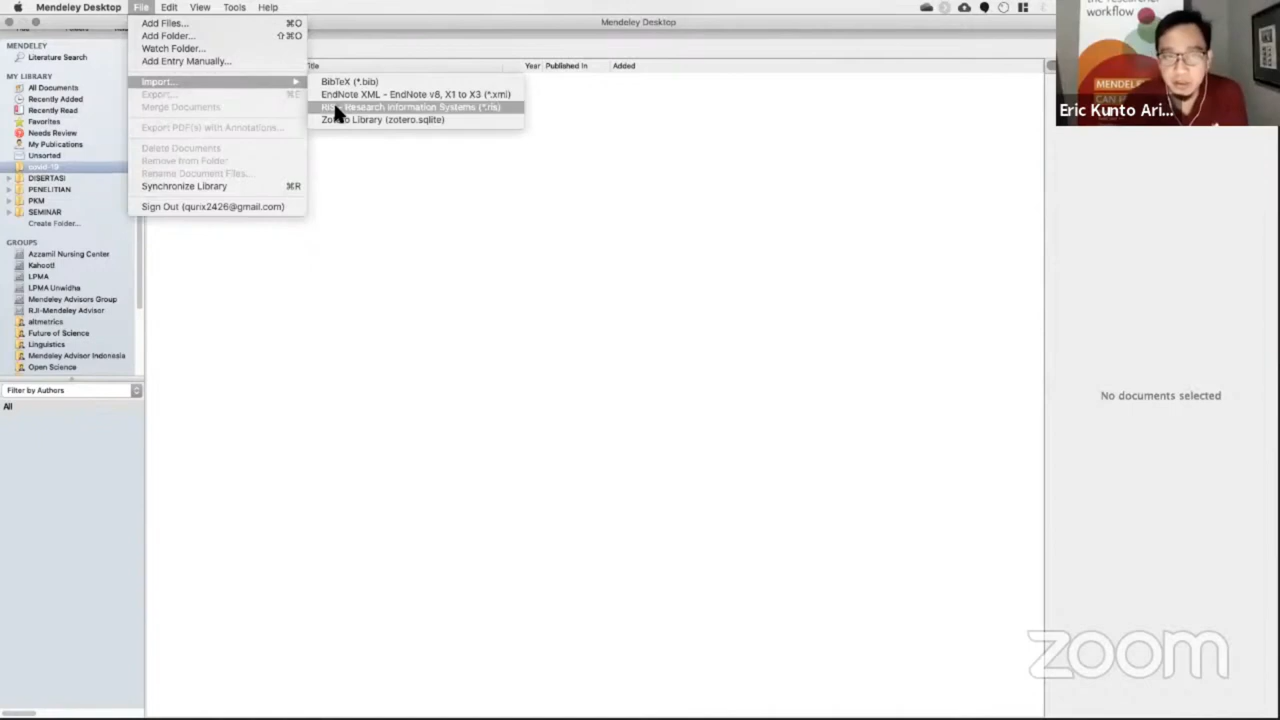 Mendeley Desktop File Edit View Tools Help
Mendeley Desktop
Add Files... ⌘O
Add Folder... ⇧⌘O
Watch Folder...
Add Entry Manually...
Import...
Export... ⌘E
Merge Documents
Export PDF(s) with Annotations...
Delete Documents
Remove from Folder
Rename Document Files...
Synchronize Library ⌘R
Sign Out (qurix2426@gmail.com)
BibTeX (*.bib)
EndNote XML - EndNote v8, X1 to X3 (*.xml)
Research Information Systems (*.ris)
Library (zotero.sqlite)
Year Published In Added
MENDELEY
Literature Search
MY LIBRARY
All Documents
Recently Added
Recently Read
Favorites
Needs Review
My Publications
Unsorted
covid-19
DISERTASI
PENELITIAN
PKM
SEMINAR
Create Folder...
GROUPS
Azzamil Nursing Center
Kahoot!
LPMA
LPMA Unwidha
Mendeley Advisors Group
RJI-Mendeley Advisor
altmetrics
Future of Science
Linguistics
Mendeley Advisor Indonesia
Open Science
Filter by Authors
All
No documents selected
the researcher
workflow
MENDELEY
Eric Kunto Ari...
zoom